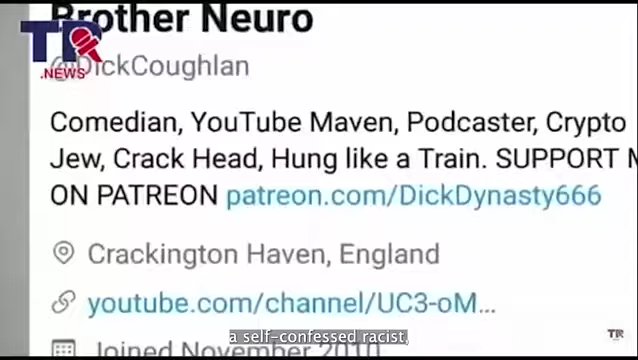 Brother Neuro
TR
.NEWS
@DickCoughlan
Comedian, YouTube Maven, Podcaster, Crypto
Jew, Crack Head, Hung like a Train. SUPPORT M
ON PATREON patreon.com/DickDynasty666
Crackington Haven, England
youtube.com/channel/UC3-oM...
a self-confessed racist,
TR
Joined November 2010